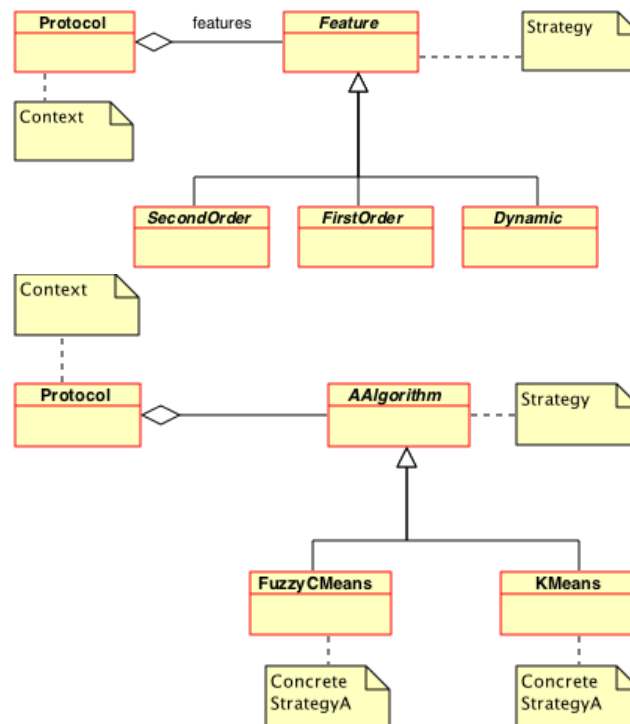 Protocol
features
Feature
Strategy
Context
SecondOrder
FirstOrder
Dynamic
Context
Protocol
AAlgorithm
Strategy
FuzzyCMeans
KMeans
Concrete
StrategyA
Concrete
StrategyA